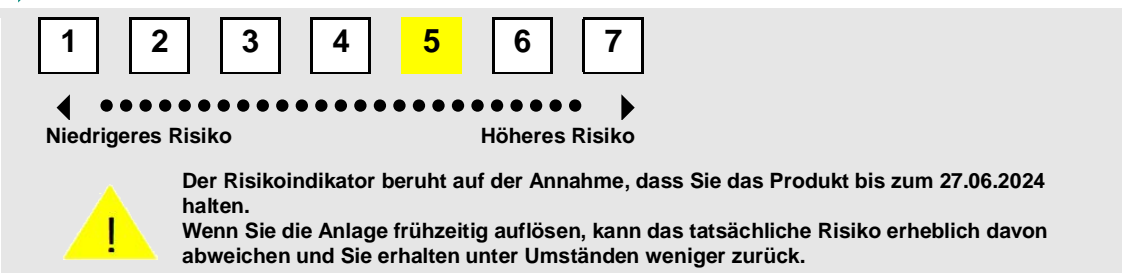 1 2 3 4 5 6 7
Niedrigeres Risiko Höheres Risiko
Der Risikoindikator beruht auf der Annahme, dass Sie das Produkt bis zum 27.06.2024
halten.
Wenn Sie die Anlage frühzeitig auflösen, kann das tatsächliche Risiko erheblich davon
abweichen und Sie erhalten unter Umständen weniger zurück.
!